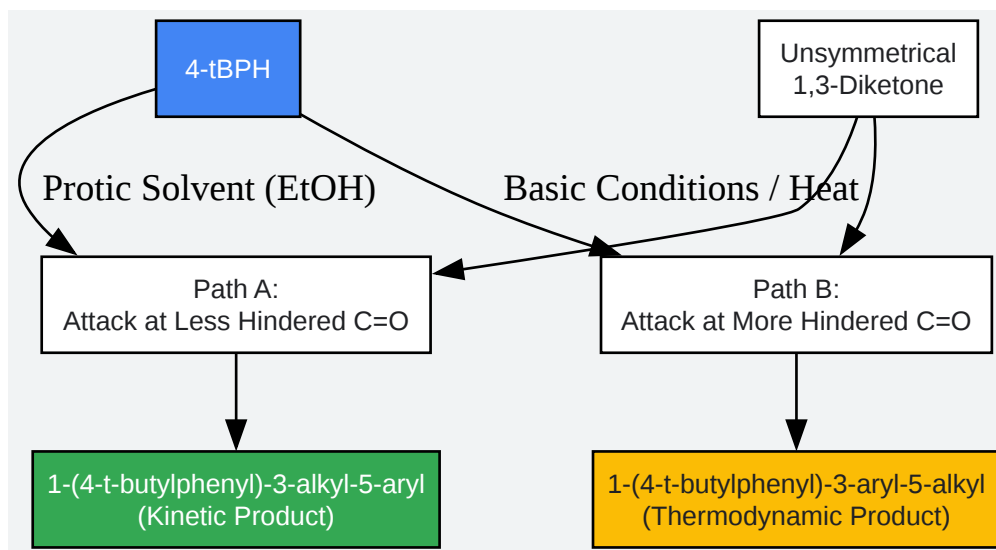 4-tBPH
Unsymmetrical
1,3-Diketone
Protic Solvent (EtOH)
Basic Conditions / Heat
Path A:
Attack at Less Hindered C=O
Path B:
Attack at More Hindered C=O
1-(4-t-butylphenyl)-3-alkyl-5-aryl
(Kinetic Product)
1-(4-t-butylphenyl)-3-aryl-5-alkyl
(Thermodynamic Product)